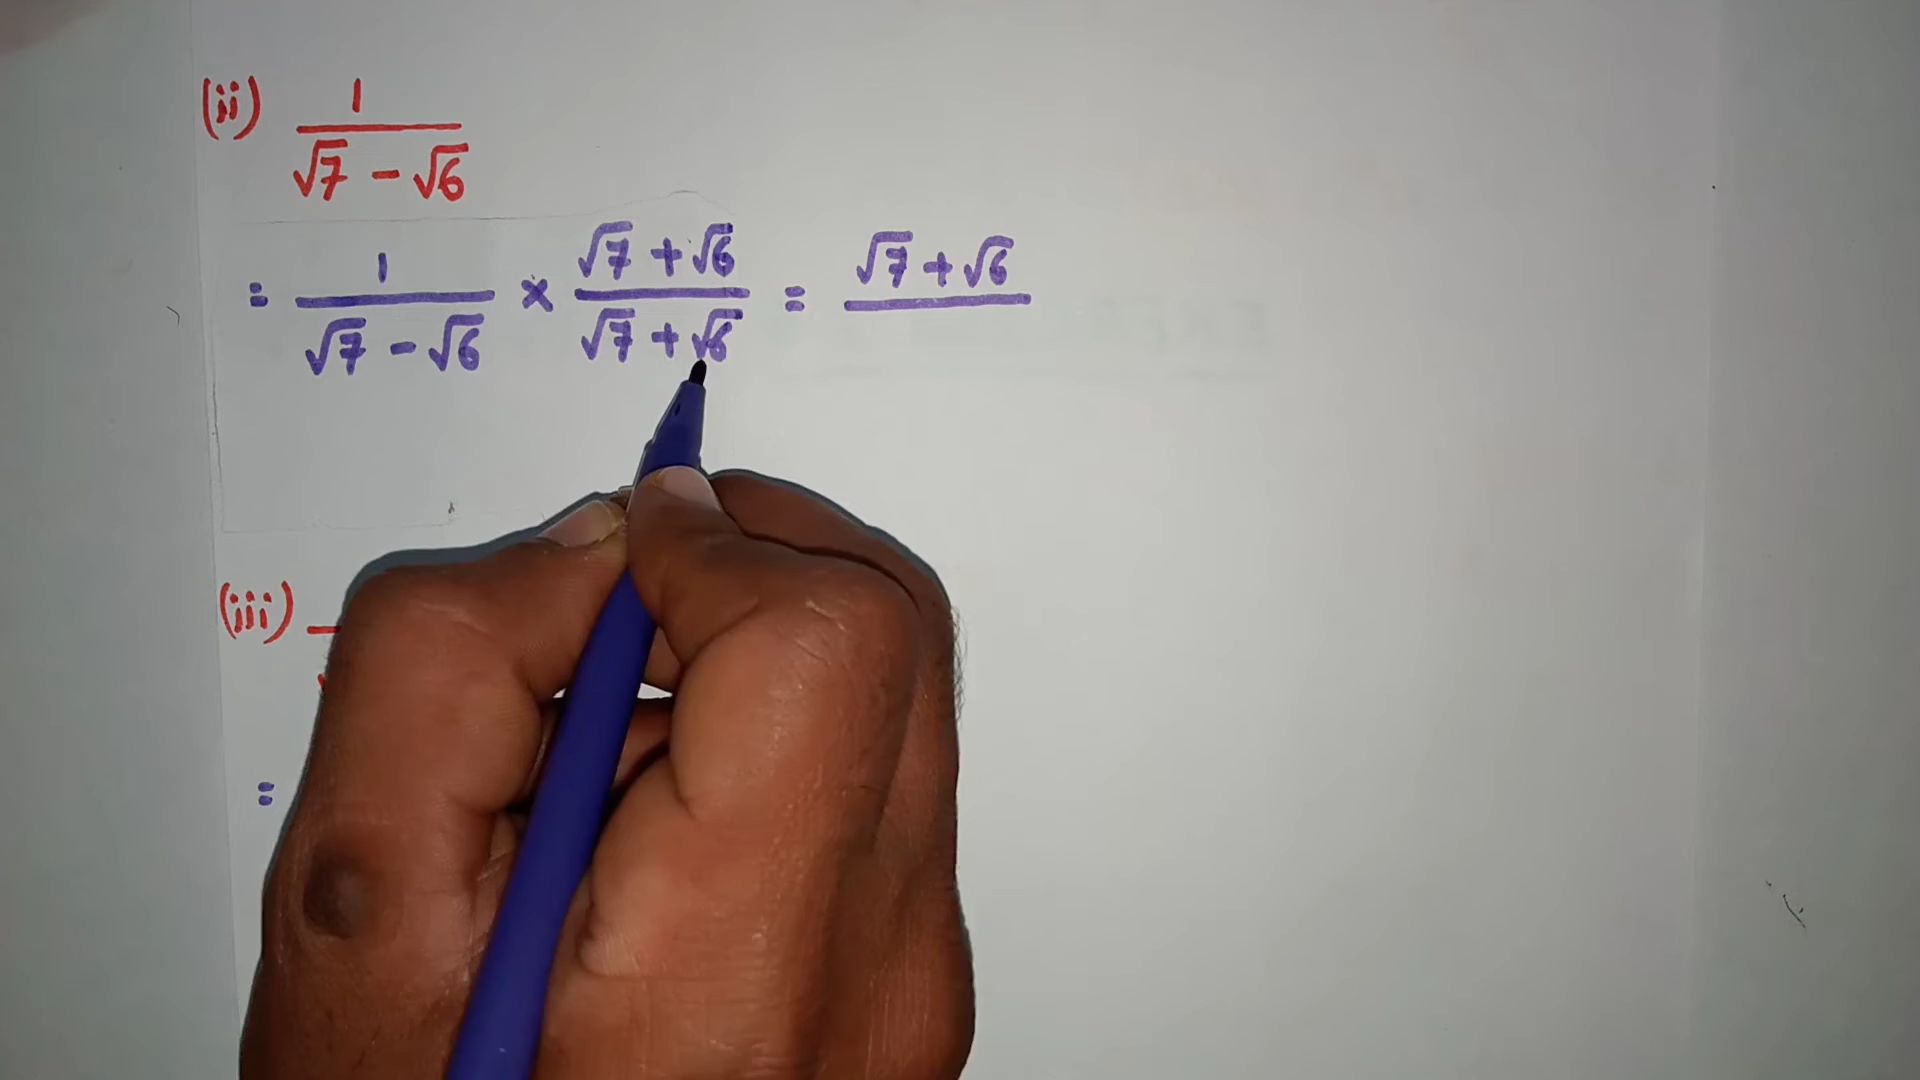 (ii) 1
√7 - √6
= 1 × √7 + √6 = √7 + √6
√7 - √6 √7 + √6
(iii)
=